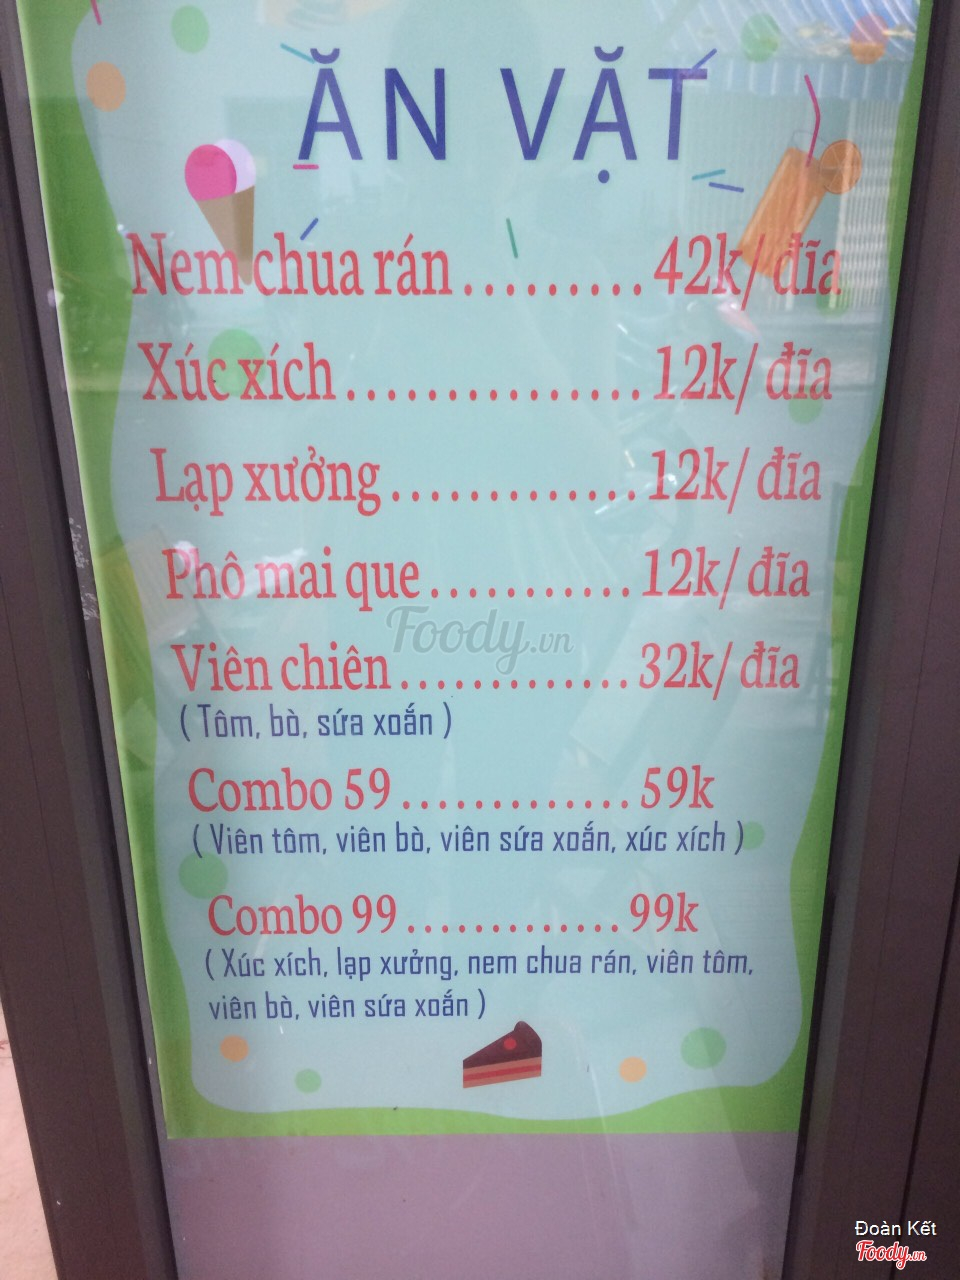 ĂN VẶT
Nem chua rán......... 42k/ đĩa
Xúc xích............... 12k/ đĩa
Lạp xưởng............. 12k/ đĩa
Phô mai que........... 12k/ đĩa
Viên chiên............. 32k/ đĩa
( Tôm, bò, sứa xoắn )
Combo 59............. 59k
( Viên tôm, viên bò, viên sứa xoắn, xúc xích )
Combo 99............. 99k
( Xúc xích, lạp xưởng, nem chua rán, viên tôm,
viên bò, viên sứa xoắn )
Foody.vn
Đoàn Kết
Foody.vn